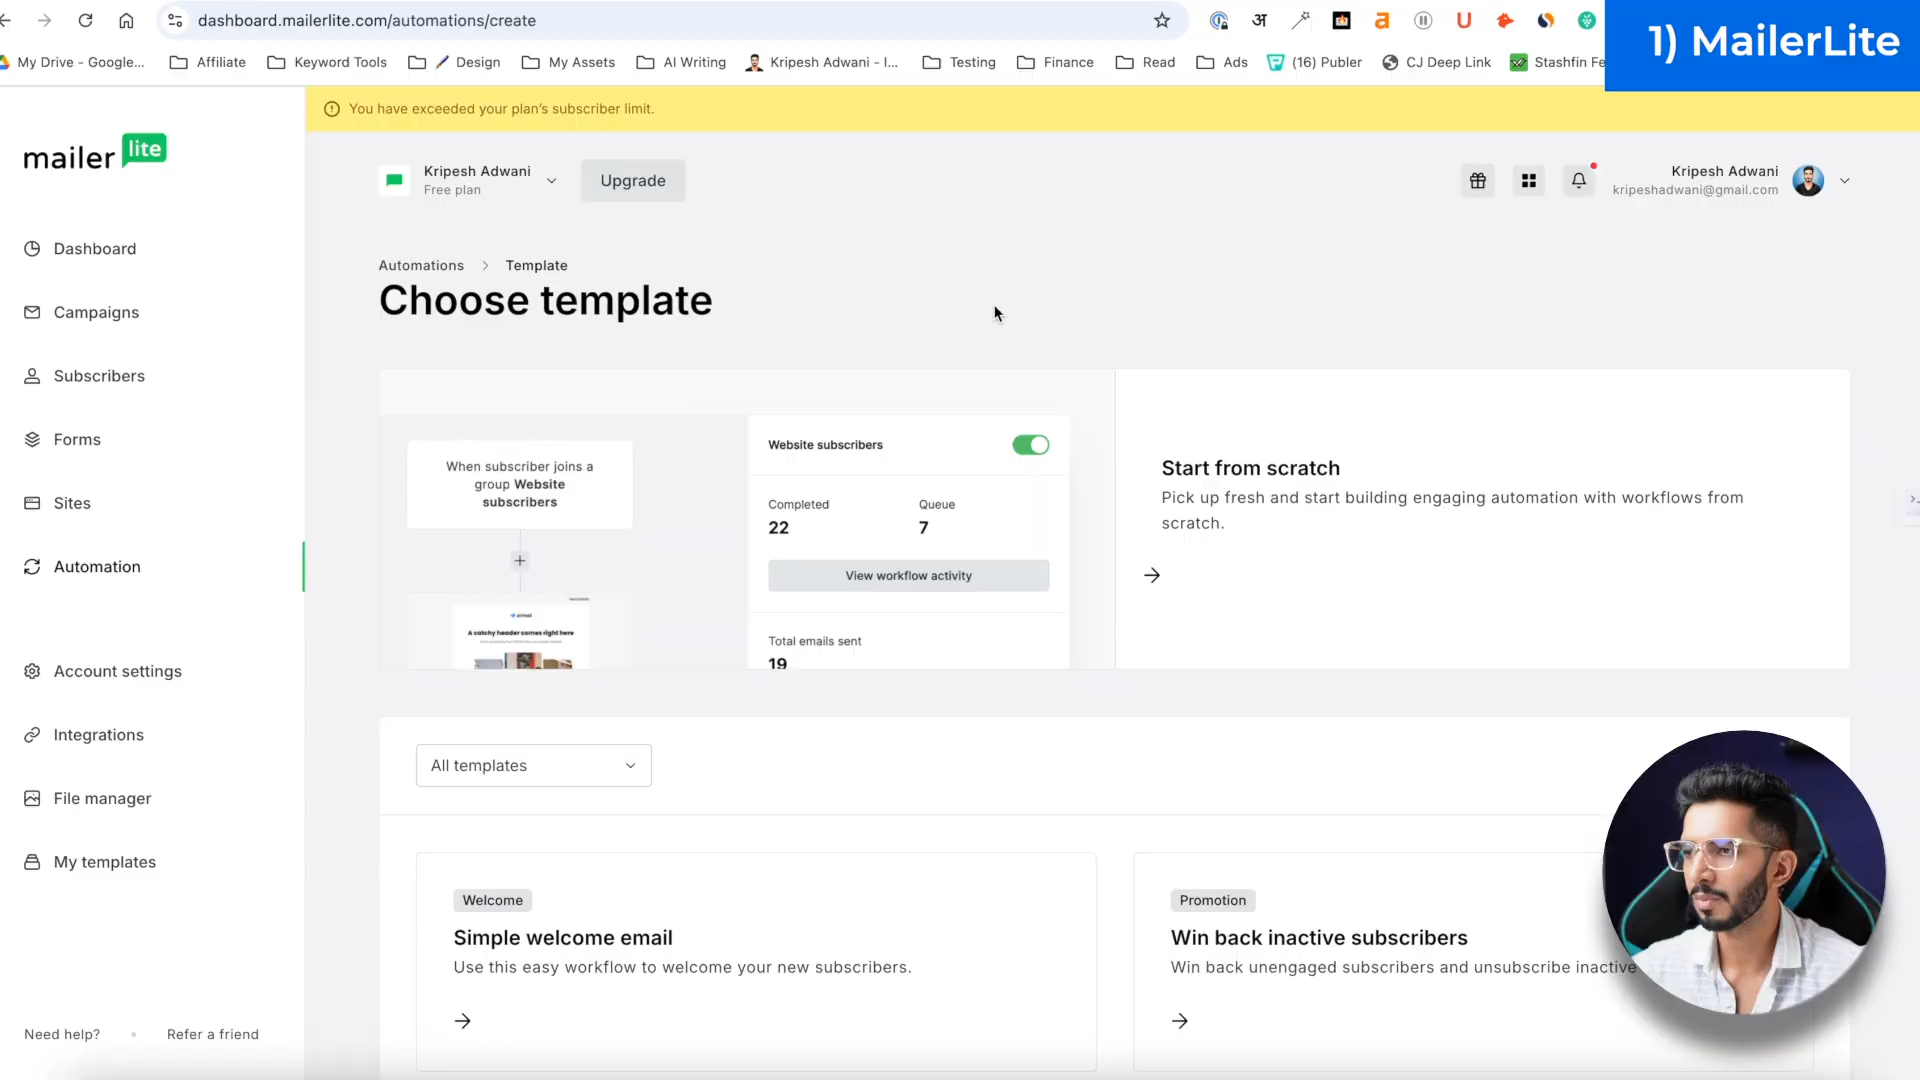 dashboard.mailerlite.com/automations/create
अ
1) MailerLite
My Drive - Google...
Affiliate
Keyword Tools
Design
My Assets
AI Writing
Kripesh Adwani - I...
Testing
Finance
Read
Ads
(16) Publer
CJ Deep Link
Stashfin Fe
You have exceeded your plan's subscriber limit.
mailer lite
Kripesh Adwani
Free plan
Upgrade
Kripesh Adwani
kripeshadwani@gmail.com
Dashboard
Campaigns
Subscribers
Forms
Sites
Automation
Account settings
Integrations
File manager
My templates
Need help?
Refer a friend
Automations > Template
Choose template
When subscriber joins a
group Website
subscribers
A catchy header comes right here
Website subscribers
Completed
22
Queue
7
View workflow activity
Total emails sent
19
Start from scratch
Pick up fresh and start building engaging automation with workflows from
scratch.
All templates
Welcome
Simple welcome email
Use this easy workflow to welcome your new subscribers.
Promotion
Win back inactive subscribers
Win back unengaged subscribers and unsubscribe inactive